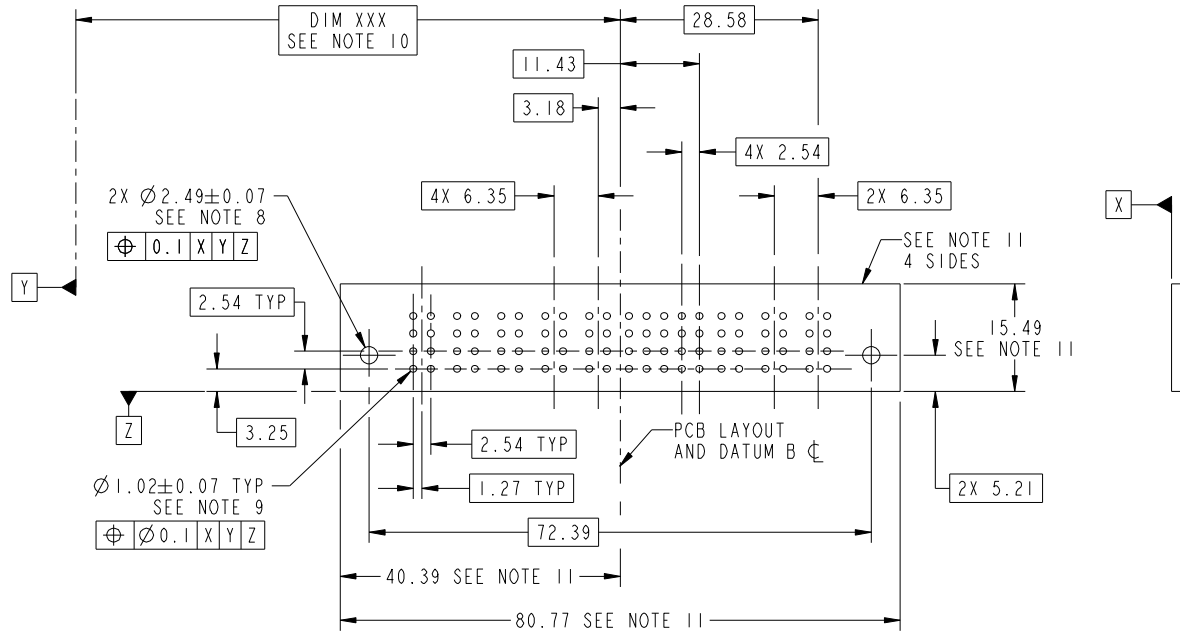 DIM XXX
SEE NOTE 10
28.58
11.43
3.18
4X 2.54
2X Ø2.49±0.07
SEE NOTE 8
⌖ 0.1 X Y Z
4X 6.35
2X 6.35
X
SEE NOTE 11
4 SIDES
Y
2.54 TYP
15.49
SEE NOTE 11
Z
3.25
2.54 TYP
PCB LAYOUT
AND DATUM B ℄
Ø1.02±0.07 TYP
SEE NOTE 9
⌖ Ø0.1 X Y Z
1.27 TYP
2X 5.21
72.39
40.39 SEE NOTE 11
80.77 SEE NOTE 11